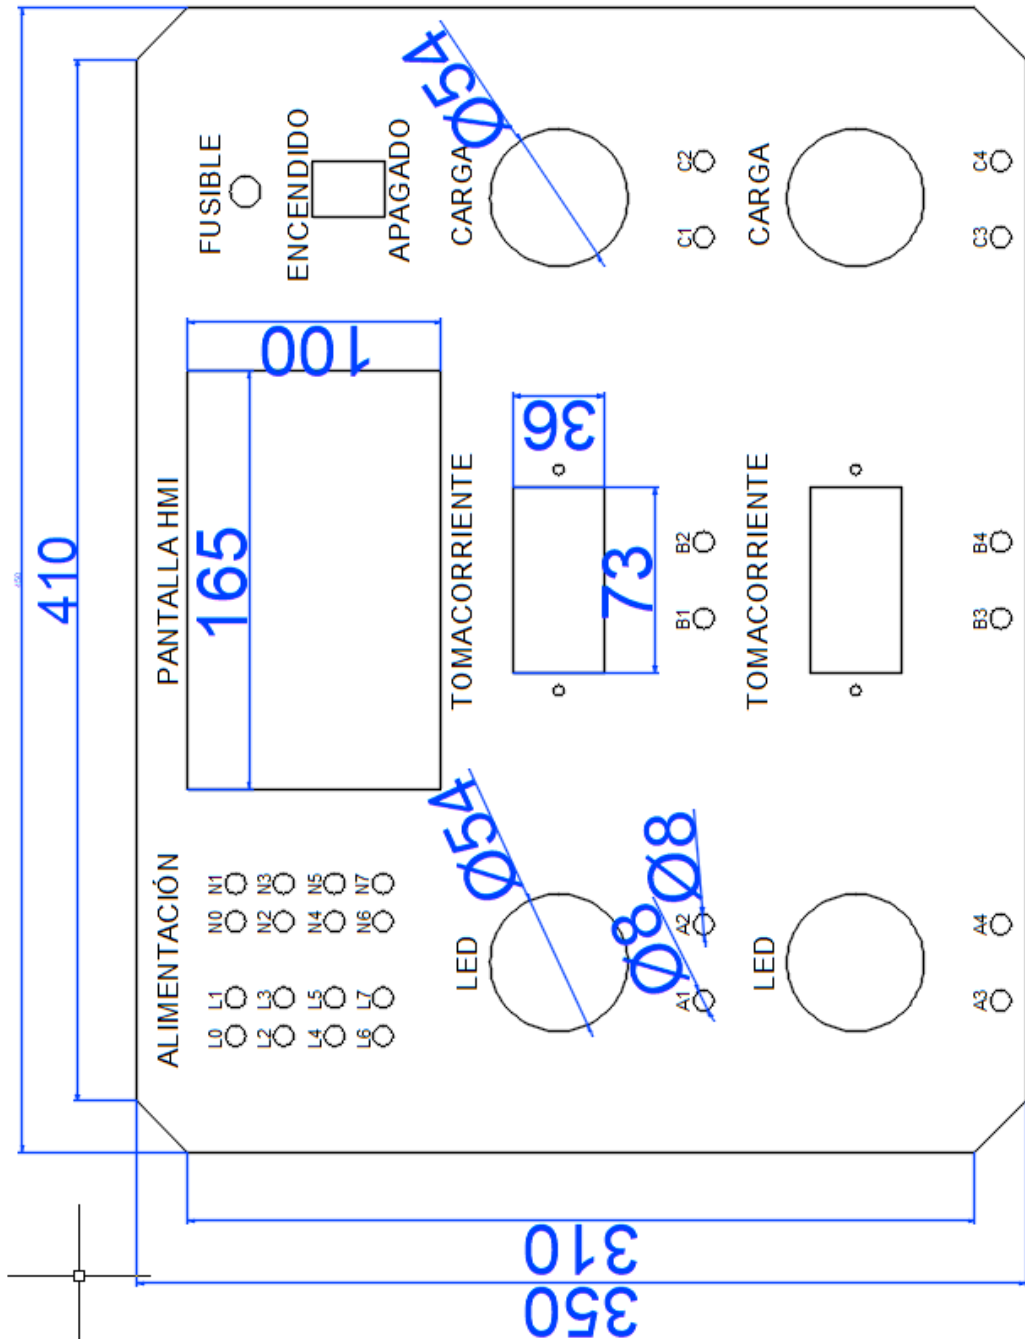 ALIMENTACIÓN
PANTALLA HMI
FUSIBLE
ENCENDIDO
APAGADO
L0 L1 N0 N1
L2 L3 N2 N3
L4 L5 N4 N5
L6 L7 N6 N7
165
100
LED
TOMACORRIENTE
CARGA
Ø54
Ø54
36
73
Ø8
Ø8
A1 A2
B1 B2
C1 C2
LED
TOMACORRIENTE
CARGA
A3 A4
B3 B4
C3 C4
410
450
310
350